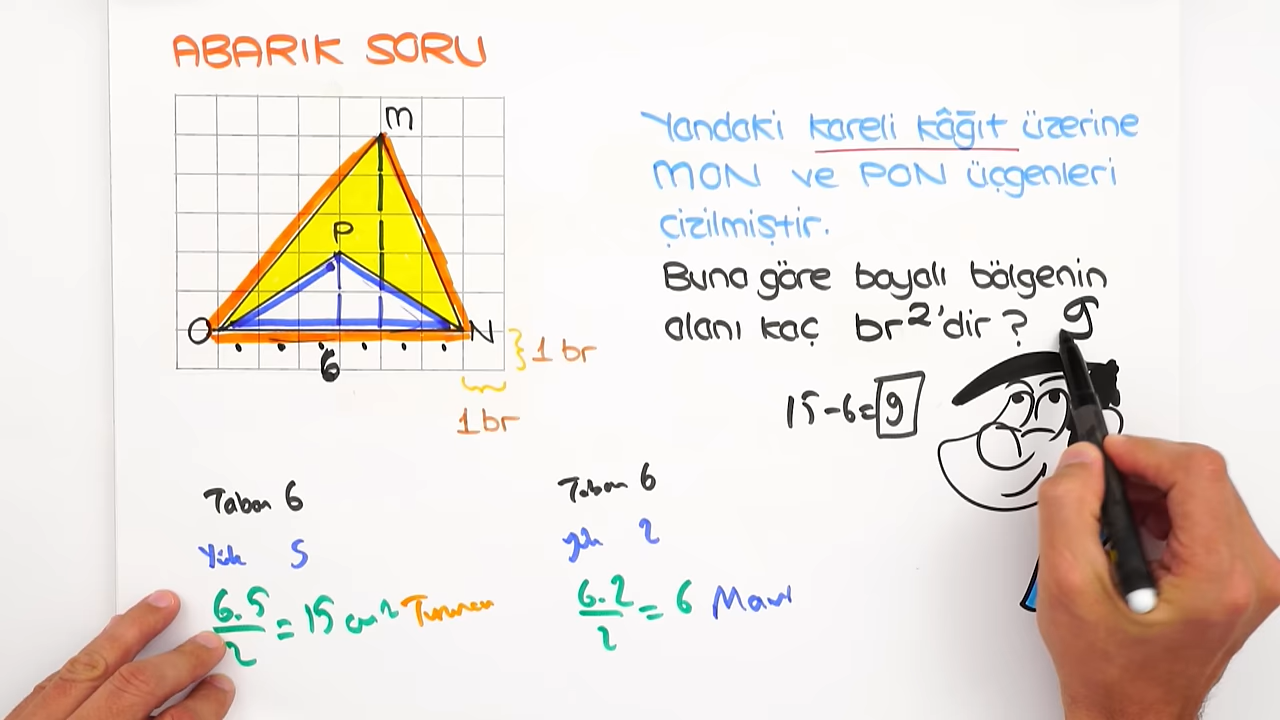 ABARIK SORU
M
P
O
N
6
1 br
1 br
Yandaki kareli kâğıt üzerine
MON ve PON üçgenleri
çizilmiştir.
Buna göre boyalı bölgenin
alanı kaç br²'dir ? 9
15-6=9
Taban 6
Yük 5
6.5/2 = 15 cm² Turuncu
Taban 6
yük 2
6.2/2 = 6 Mavi